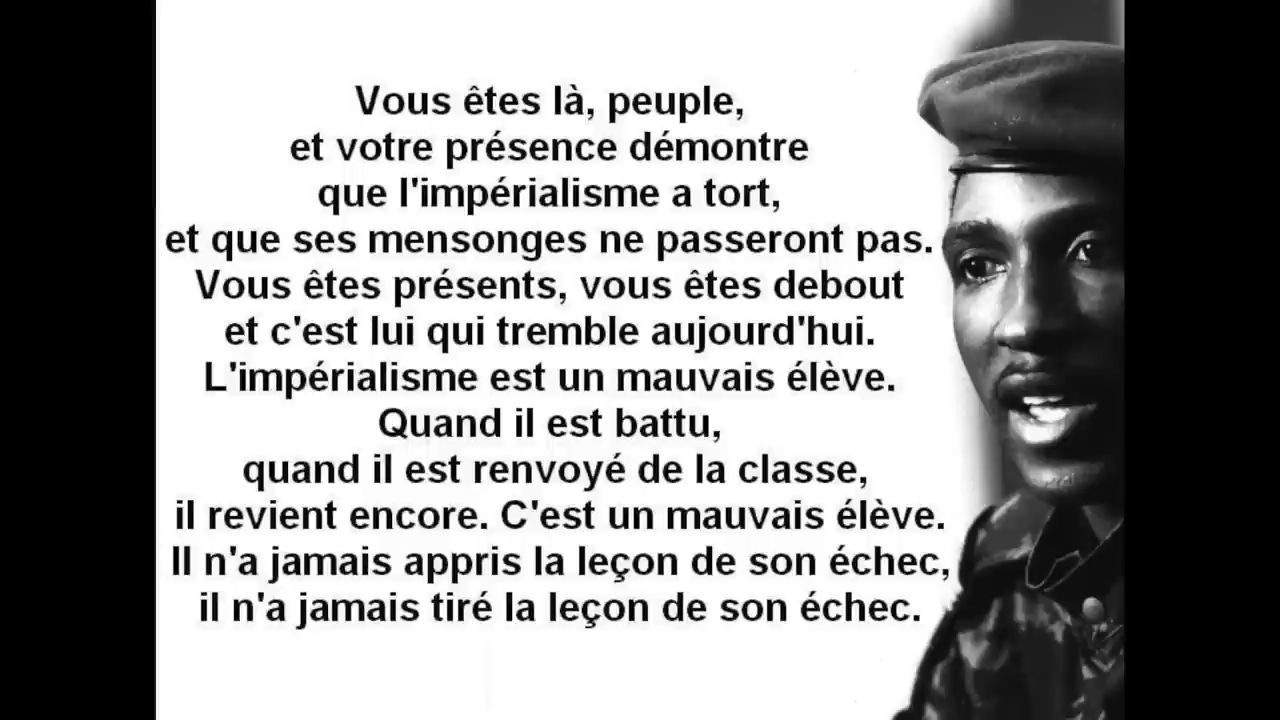 Vous êtes là, peuple,
et votre présence démontre
que l'impérialisme a tort,
et que ses mensonges ne passeront pas.
Vous êtes présents, vous êtes debout
et c'est lui qui tremble aujourd'hui.
L'impérialisme est un mauvais élève.
Quand il est battu,
quand il est renvoyé de la classe,
il revient encore. C'est un mauvais élève.
Il n'a jamais appris la leçon de son échec,
il n'a jamais tiré la leçon de son échec.